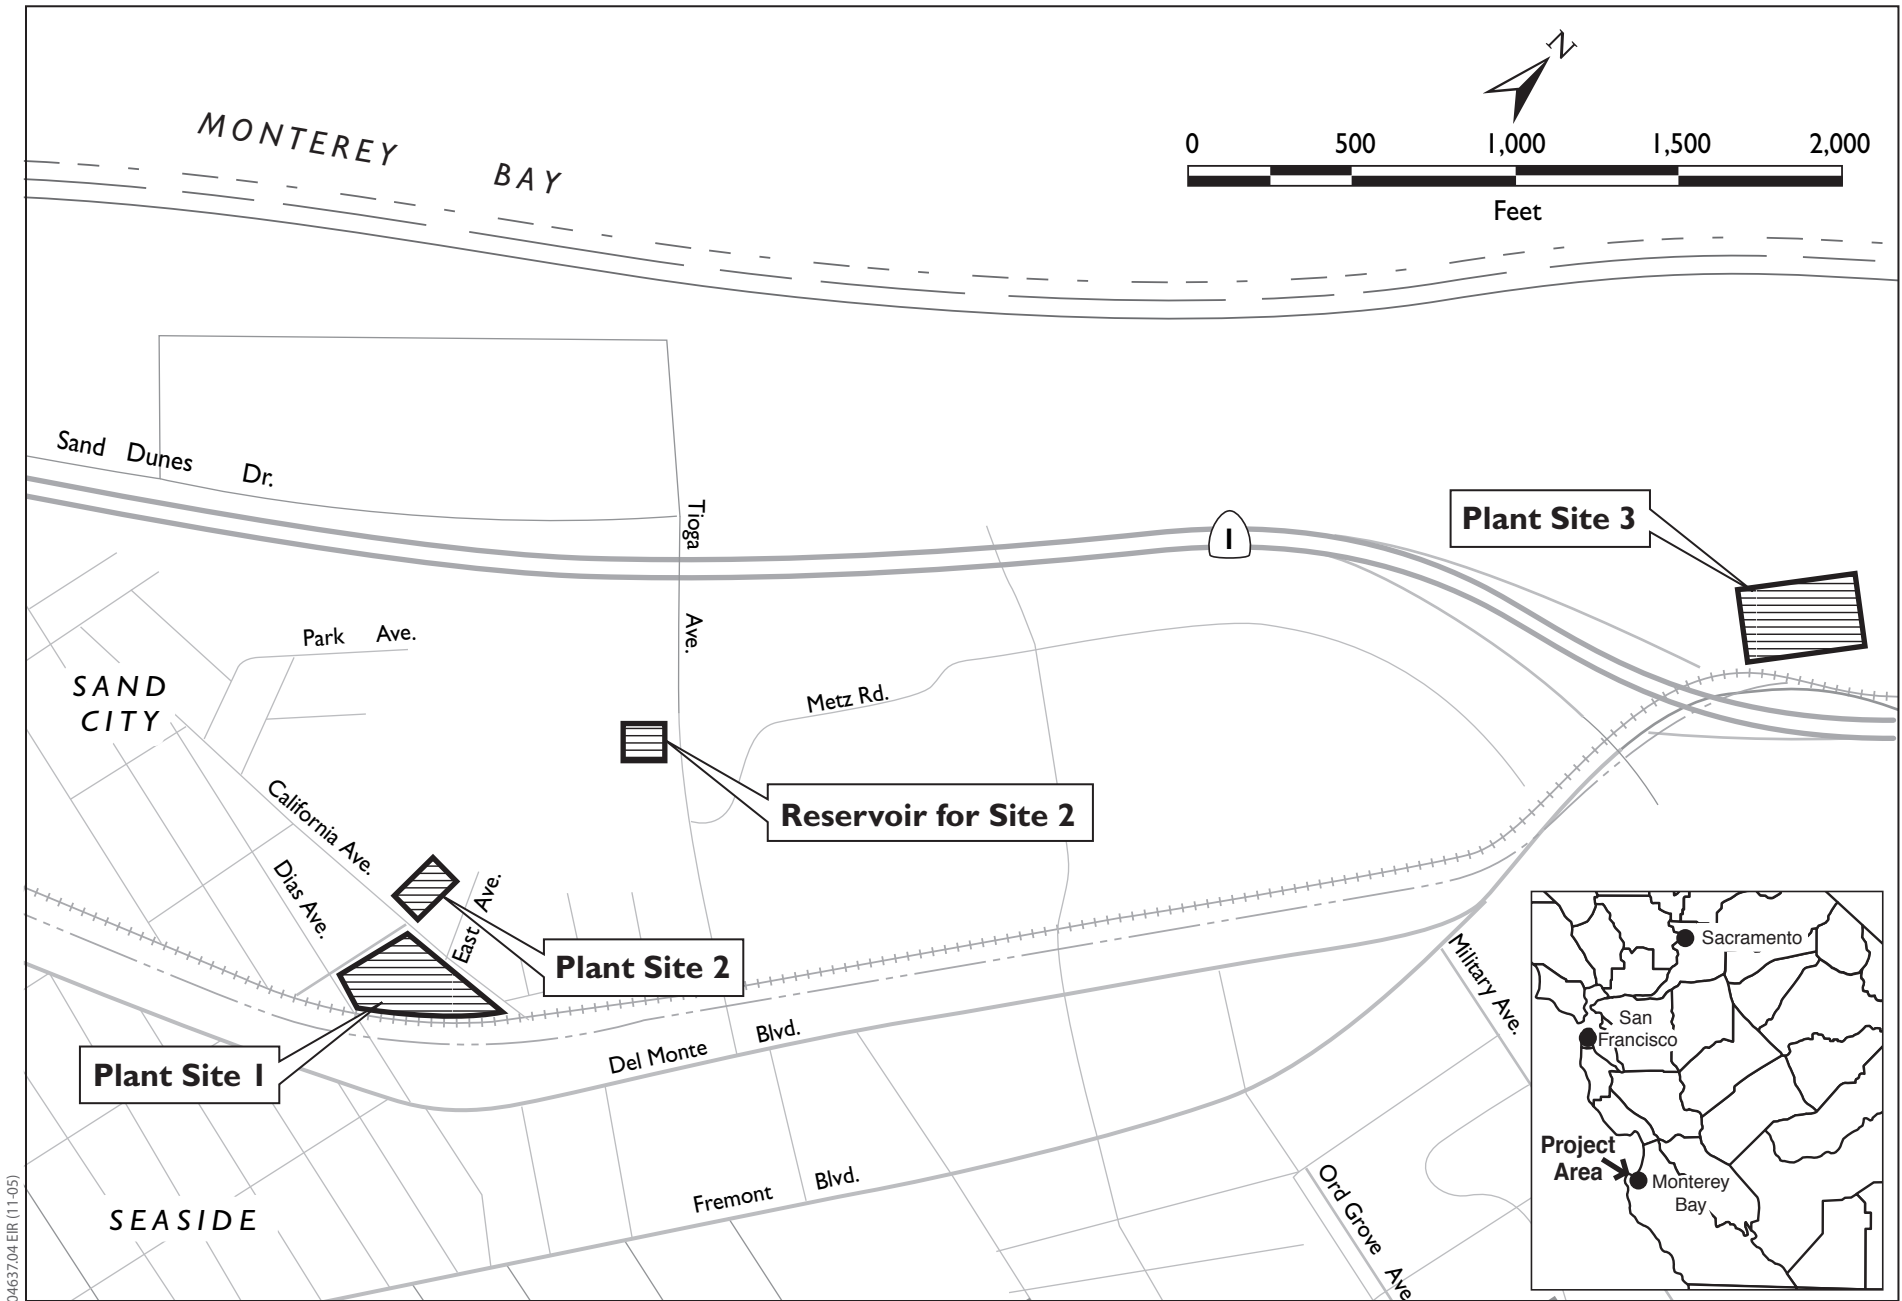 N
MONTEREY BAY
0 500 1,000 1,500 2,000
Feet
Sand Dunes Dr.
Tioga Ave.
1
Plant Site 3
Park Ave.
SAND
CITY
Metz Rd.
California Ave.
Reservoir for Site 2
Dias Ave.
East Ave.
Plant Site 2
Military Ave.
Plant Site 1
Del Monte Blvd.
Fremont Blvd.
SEASIDE
Ord Grove Ave
Sacramento
San
Francisco
Project
Area
Monterey
Bay
04637.04 EIR (11-05)